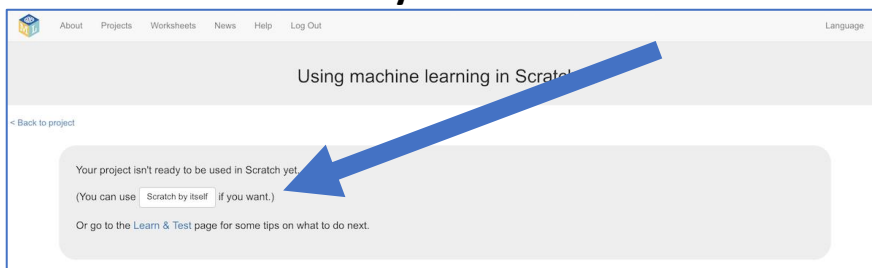 About Projects Worksheets News Help Log Out Language
Using machine learning in Scratch
< Back to project
Your project isn't ready to be used in Scratch yet.
(You can use Scratch by itself if you want.)
Or go to the Learn & Test page for some tips on what to do next.